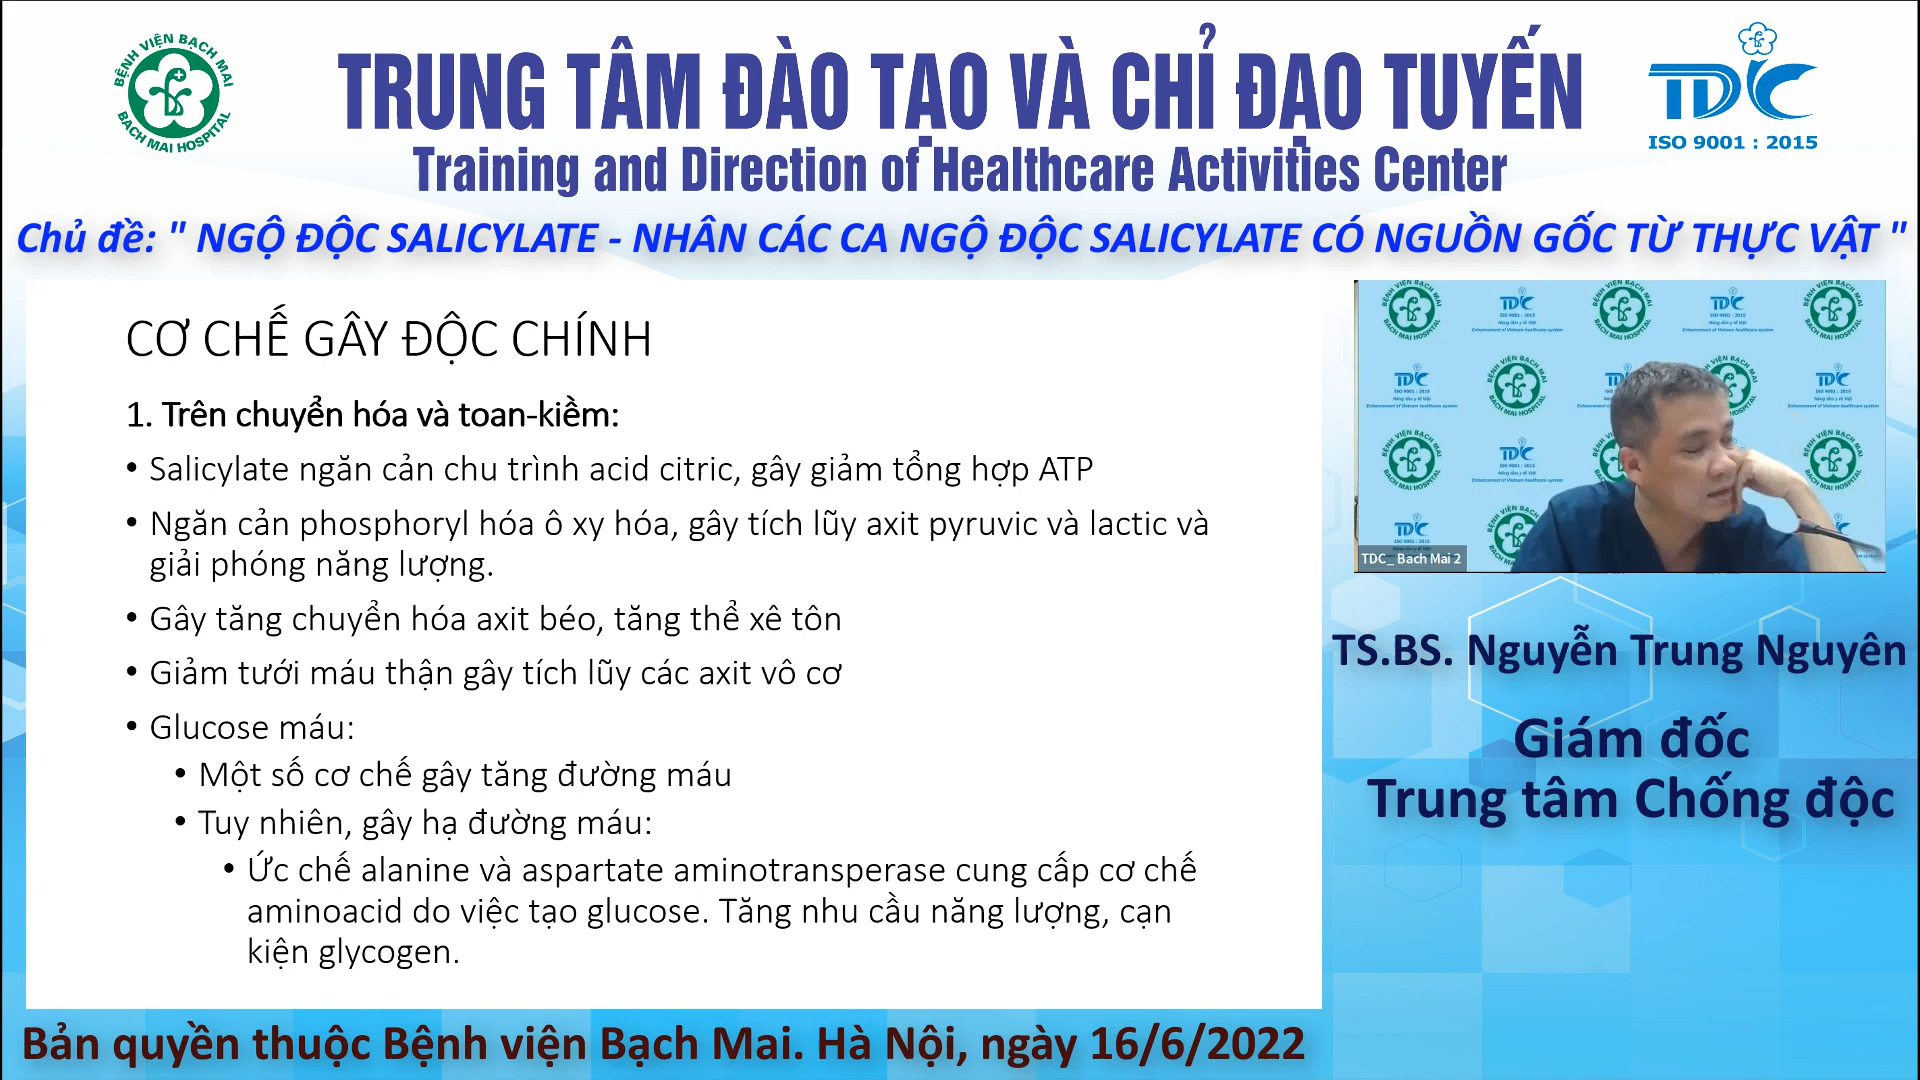 BỆNH VIỆN BẠCH MAI
BACH MAI HOSPITAL
TRUNG TÂM ĐÀO TẠO VÀ CHỈ ĐẠO TUYẾN
Training and Direction of Healthcare Activities Center
TDC
ISO 9001 : 2015
Chủ đề: " NGỘ ĐỘC SALICYLATE - NHÂN CÁC CA NGỘ ĐỘC SALICYLATE CÓ NGUỒN GỐC TỪ THỰC VẬT "
CƠ CHẾ GÂY ĐỘC CHÍNH
1. Trên chuyển hóa và toan-kiềm:
• Salicylate ngăn cản chu trình acid citric, gây giảm tổng hợp ATP
• Ngăn cản phosphoryl hóa ô xy hóa, gây tích lũy axit pyruvic và lactic và
giải phóng năng lượng.
• Gây tăng chuyển hóa axit béo, tăng thể xê tôn
• Giảm tưới máu thận gây tích lũy các axit vô cơ
• Glucose máu:
• Một số cơ chế gây tăng đường máu
• Tuy nhiên, gây hạ đường máu:
• Ức chế alanine và aspartate aminotransperase cung cấp cơ chế
aminoacid do việc tạo glucose. Tăng nhu cầu năng lượng, cạn
kiện glycogen.
TDC_ Bach Mai 2
TS.BS. Nguyễn Trung Nguyên
Giám đốc
Trung tâm Chống độc
Bản quyền thuộc Bệnh viện Bạch Mai. Hà Nội, ngày 16/6/2022